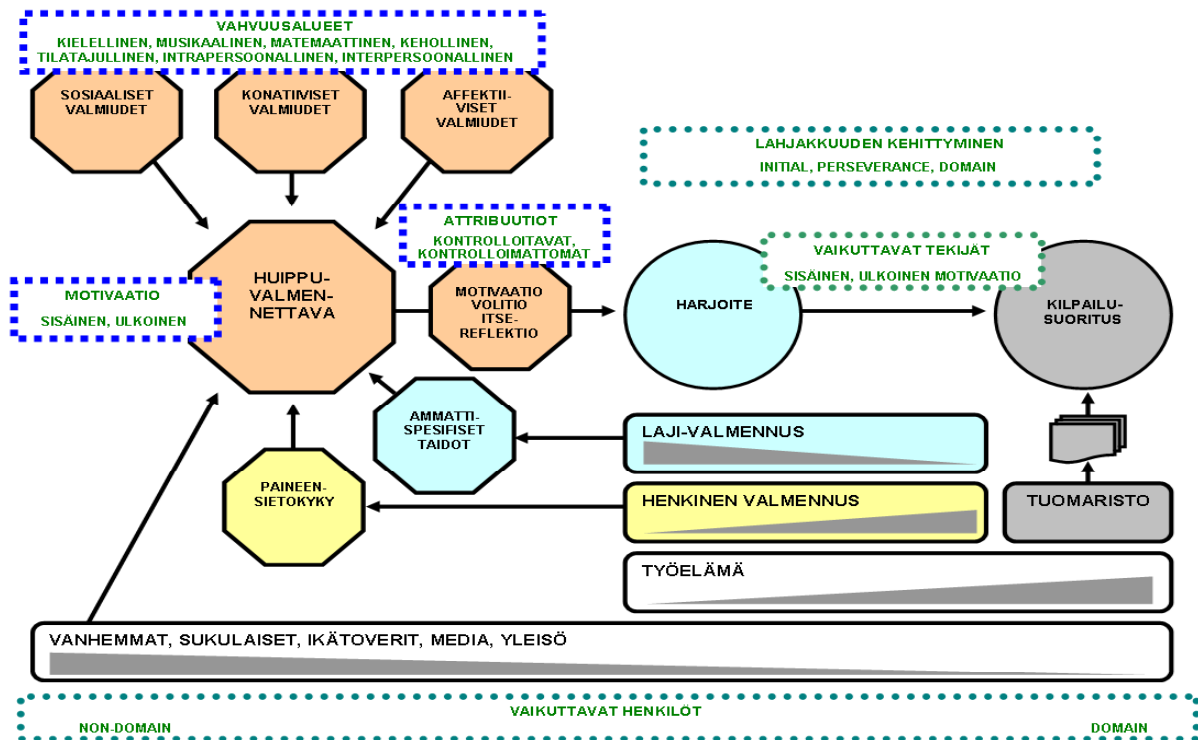 VAHVUUSALUEET
KIELELLINEN, MUSIKAALINEN, MATEMAATTINEN, KEHOLLINEN,
TILATAJULLINEN, INTRAPERSOONALLINEN, INTERPERSOONALLINEN
SOSIAALISET
VALMIUDET
KONATIIVISET
VALMIUDET
AFFEKTII-
VISET
VALMIUDET
LAHJAKKUUDEN KEHITTYMINEN
INITIAL, PERSEVERANCE, DOMAIN
ATTRIBUUTIOT
KONTROLLOITAVAT,
KONTROLLOIMATTOMAT
VAIKUTTAVAT TEKIJÄT
SISÄINEN, ULKOINEN MOTIVAATIO
MOTIVAATIO
SISÄINEN, ULKOINEN
HUIPPU-
VALMEN-
NETTAVA
MOTIVAATIO
VOLITIO
ITSE-
REFLEKTIO
HARJOITE
KILPAILU-
SUORITUS
AMMATTI-
SPESIFISET
TAIDOT
LAJI-VALMENNUS
PAINEEN-
SIETOKYKY
HENKINEN VALMENNUS
TUOMARISTO
TYÖELÄMÄ
VANHEMMAT, SUKULAISET, IKÄTOVERIT, MEDIA, YLEISÖ
VAIKUTTAVAT HENKILÖT
NON-DOMAIN
DOMAIN